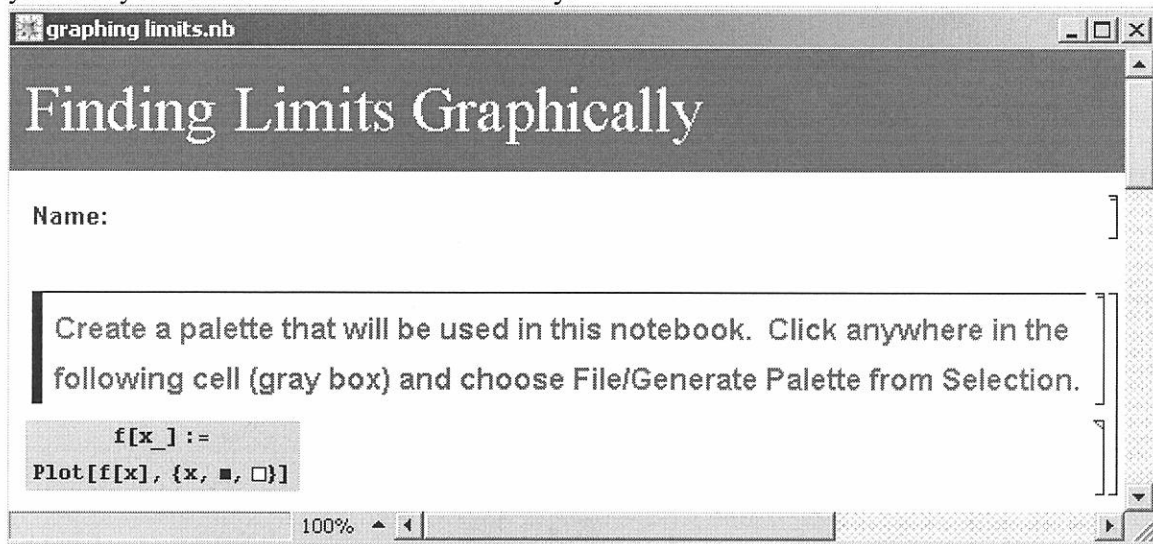 graphing limits.nb
Finding Limits Graphically
Name:
Create a palette that will be used in this notebook. Click anywhere in the
following cell (gray box) and choose File/Generate Palette from Selection.
f[x_] :=
Plot[f[x], {x, ■, □}]
100%